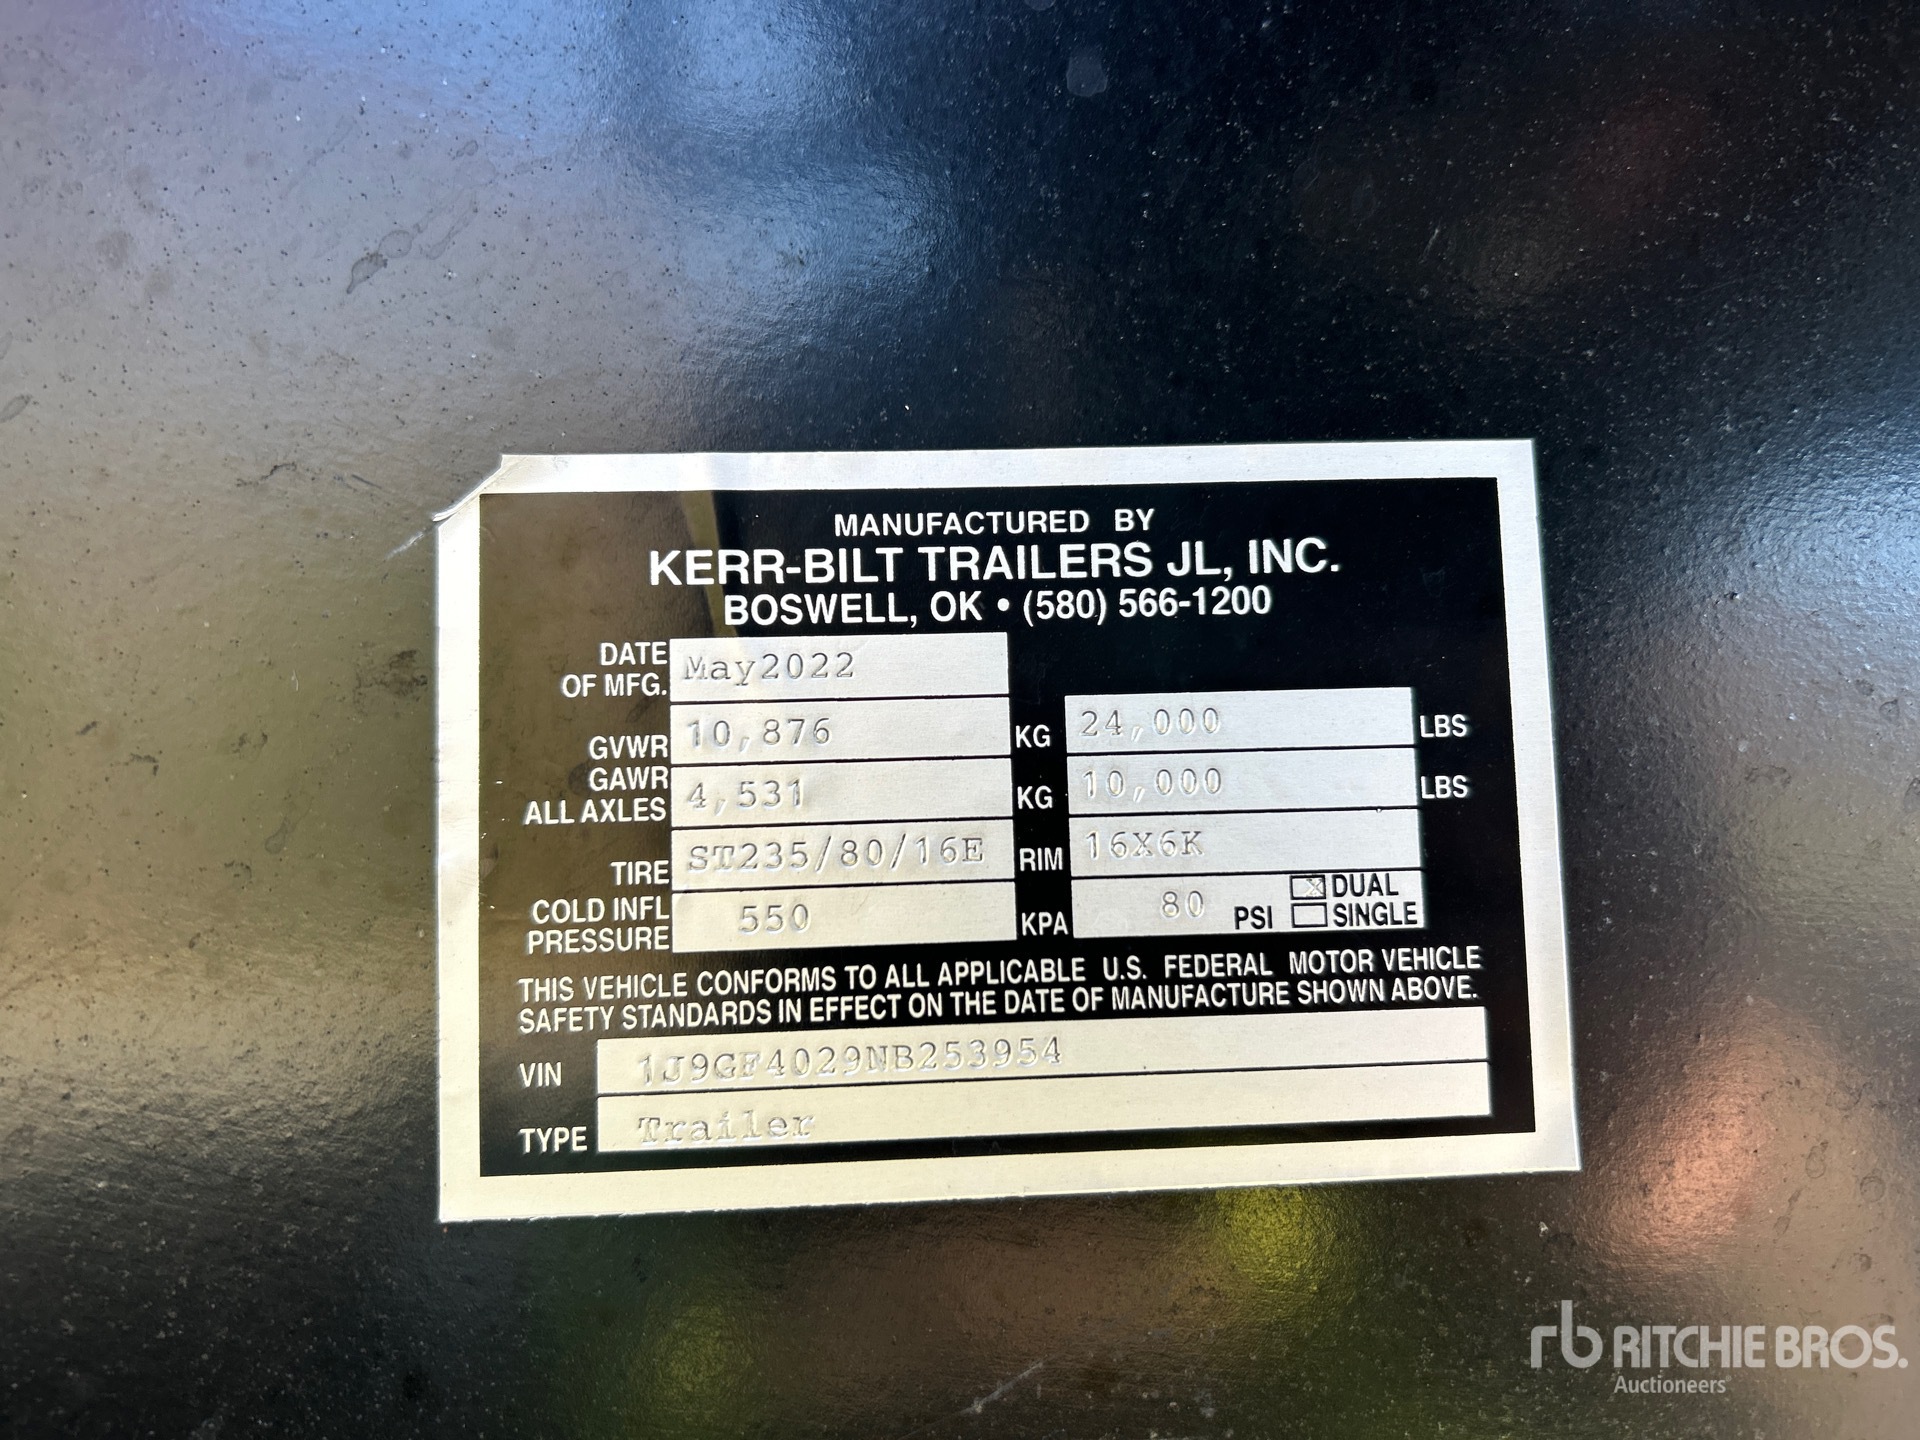 MANUFACTURED BY
KERR-BILT TRAILERS JL, INC.
BOSWELL, OK • (580) 566-1200
DATE OF MFG. May2022
GVWR 10,876 KG 24,000 LBS
GAWR ALL AXLES 4,531 KG 10,000 LBS
TIRE ST235/80/16E RIM 16X6K
COLD INFL PRESSURE 550 KPA 80 PSI X DUAL SINGLE
THIS VEHICLE CONFORMS TO ALL APPLICABLE U.S. FEDERAL MOTOR VEHICLE
SAFETY STANDARDS IN EFFECT ON THE DATE OF MANUFACTURE SHOWN ABOVE.
VIN 1J9GF4029NB253954
TYPE Trailer
rb RITCHIE BROS.
Auctioneers